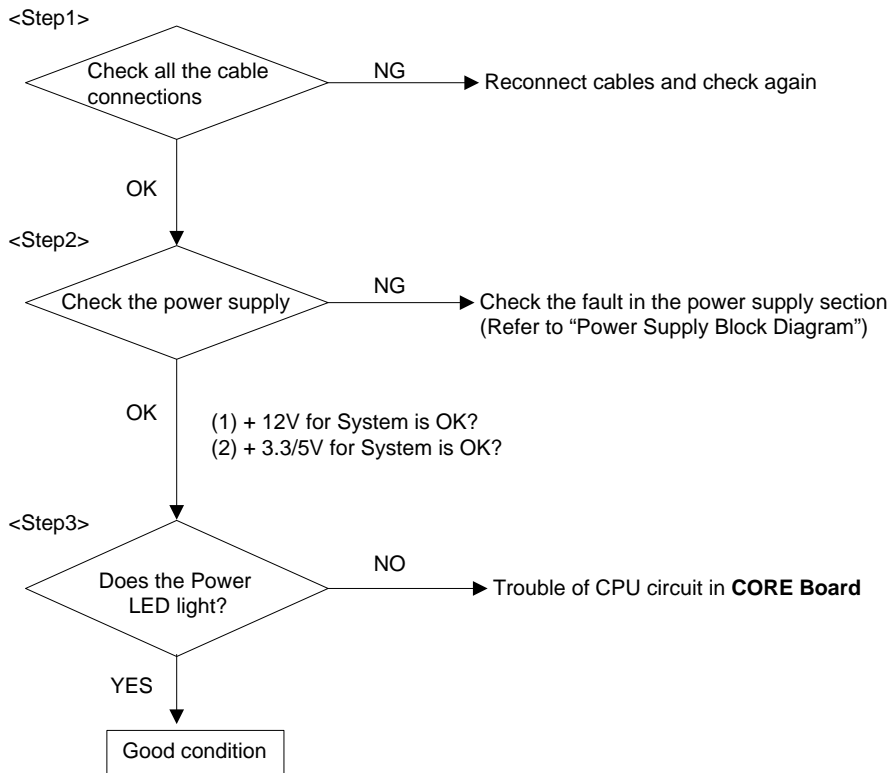 <Step1>
Check all the cable
connections
NG
Reconnect cables and check again
OK
<Step2>
Check the power supply
NG
Check the fault in the power supply section
(Refer to “Power Supply Block Diagram”)
OK
(1) + 12V for System is OK?
(2) + 3.3/5V for System is OK?
<Step3>
Does the Power
LED light?
NO
Trouble of CPU circuit in CORE Board
YES
Good condition